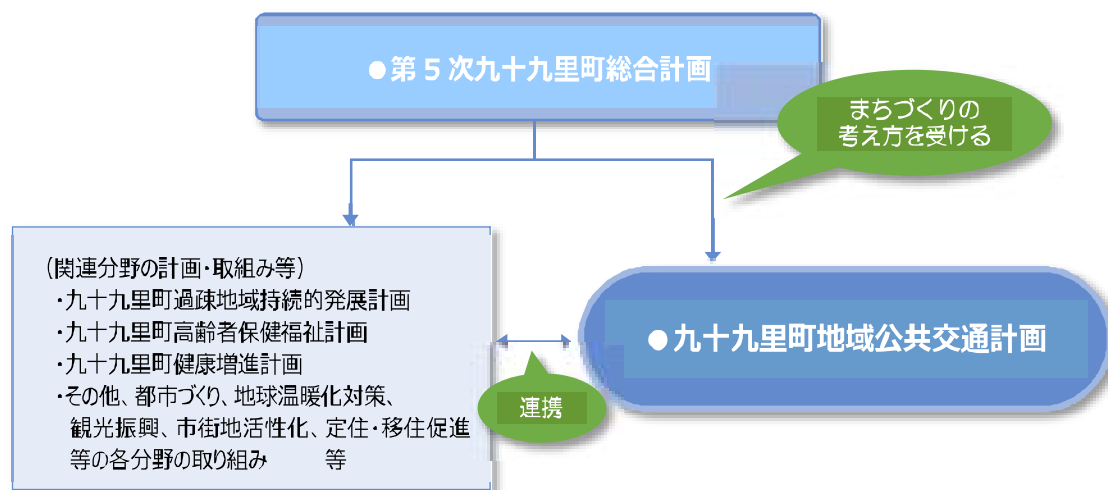 ●第5次九十九里町総合計画
まちづくりの
考え方を受ける
(関連分野の計画・取組み等)
・九十九里町過疎地域持続的発展計画
・九十九里町高齢者保健福祉計画
・九十九里町健康増進計画
・その他、都市づくり、地球温暖化対策、
観光振興、市街地活性化、定住・移住促進
等の各分野の取り組み　　等
連携
●九十九里町地域公共交通計画